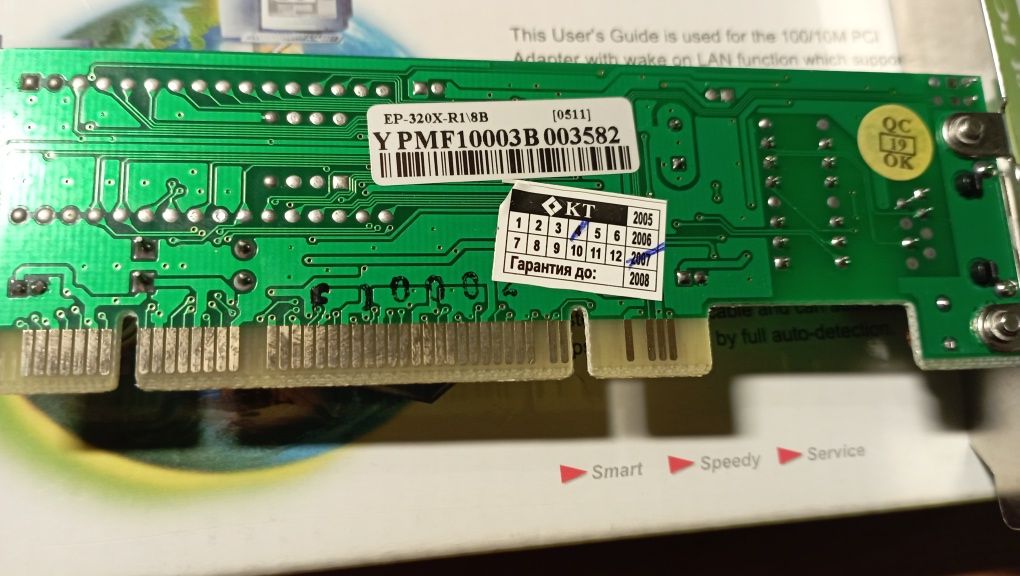 This User's Guide is used for the 100/10M PCI
Adapter with wake on LAN function which suppor
EP-320X-R1\8B [0511]
Y PMF10003B 003582
QC
19
OK
KT 2005
1 2 3 4 5 6 2006
7 8 9 10 11 12 2007
Гарантия до: 2008
E10002
cable and can
by full auto-detection
Smart Speedy Service